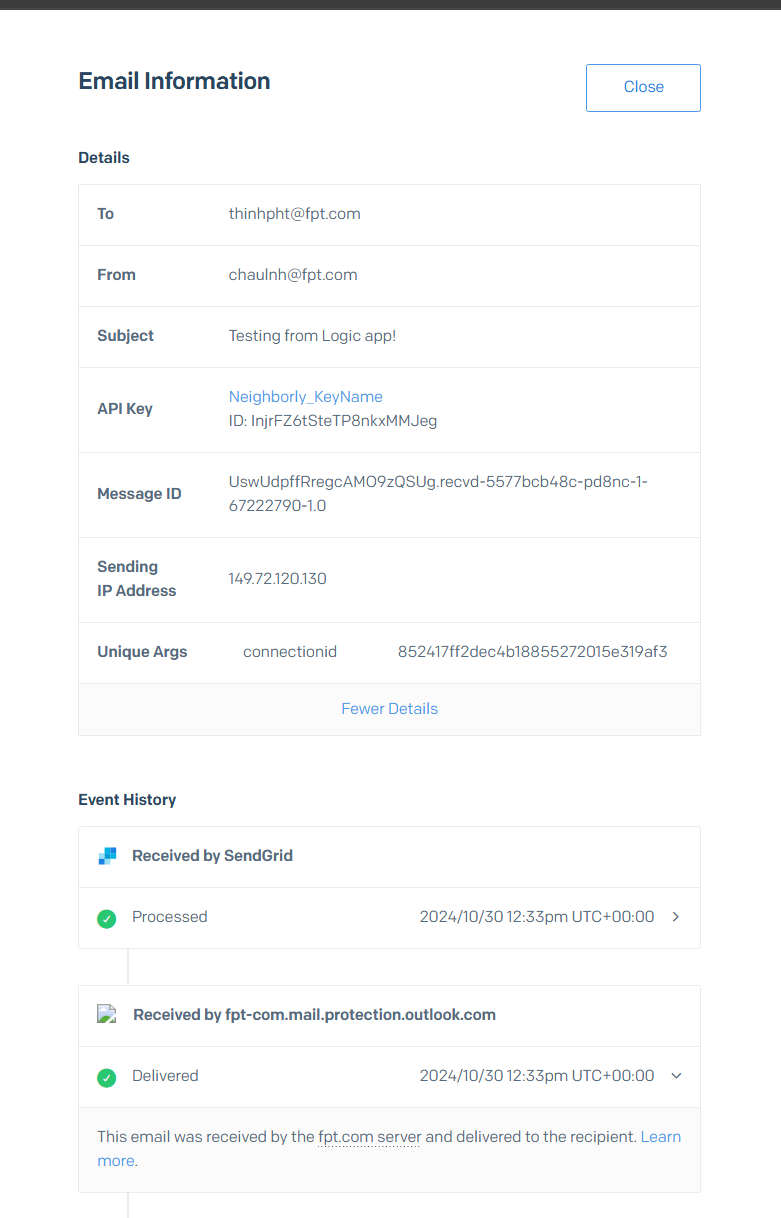 Email Information
Close
Details
To
thinhpht@fpt.com
From
chaulnh@fpt.com
Subject
Testing from Logic app!
API Key
Neighborly_KeyName
ID: InjrFZ6tSteTP8nkxMMJeg
Message ID
UswUdpffRregcAMO9zQSUg.recvd-5577bcb48c-pd8nc-1-
67222790-1.0
Sending
IP Address
149.72.120.130
Unique Args
connectionid
852417ff2dec4b18855272015e319af3
Fewer Details
Event History
Received by SendGrid
Processed
2024/10/30 12:33pm UTC+00:00
Received by fpt-com.mail.protection.outlook.com
Delivered
2024/10/30 12:33pm UTC+00:00
This email was received by the fpt.com server and delivered to the recipient. Learn
more.